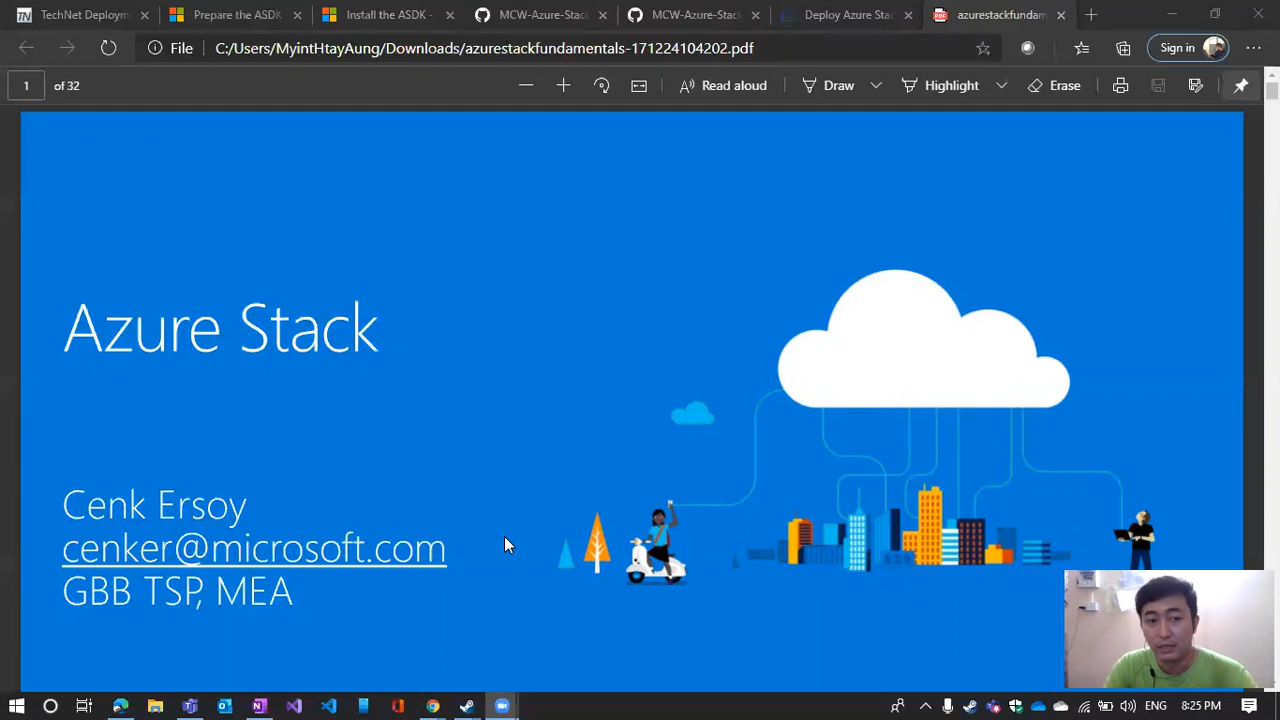 TechNet Deploym
Prepare the ASDK
Install the ASDK -
MCW-Azure-Stack
MCW-Azure-Stack
Deploy Azure Stac
azurestackfundam
File
C:/Users/MyintHtayAung/Downloads/azurestackfundamentals-171224104202.pdf
Sign in
1 of 32
Read aloud
Draw
Highlight
Erase
Azure Stack
Cenk Ersoy
cenker@microsoft.com
GBB TSP, MEA
ENG
8:25 PM